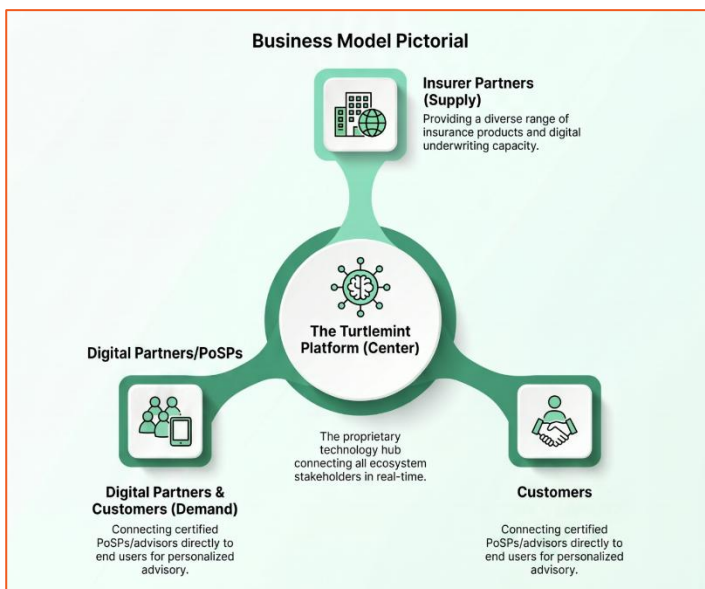 Business Model Pictorial
Insurer Partners
(Supply)
Providing a diverse range of
insurance products and digital
underwriting capacity.
The Turtlemint
Platform (Center)
The proprietary
technology hub
connecting all ecosystem
stakeholders in real-time.
Digital Partners/PoSPs
Digital Partners &
Customers (Demand)
Connecting certified
PoSPs/advisors directly to
end users for personalized
advisory.
Customers
Connecting certified
PoSPs/advisors directly to
end users for personalized
advisory.